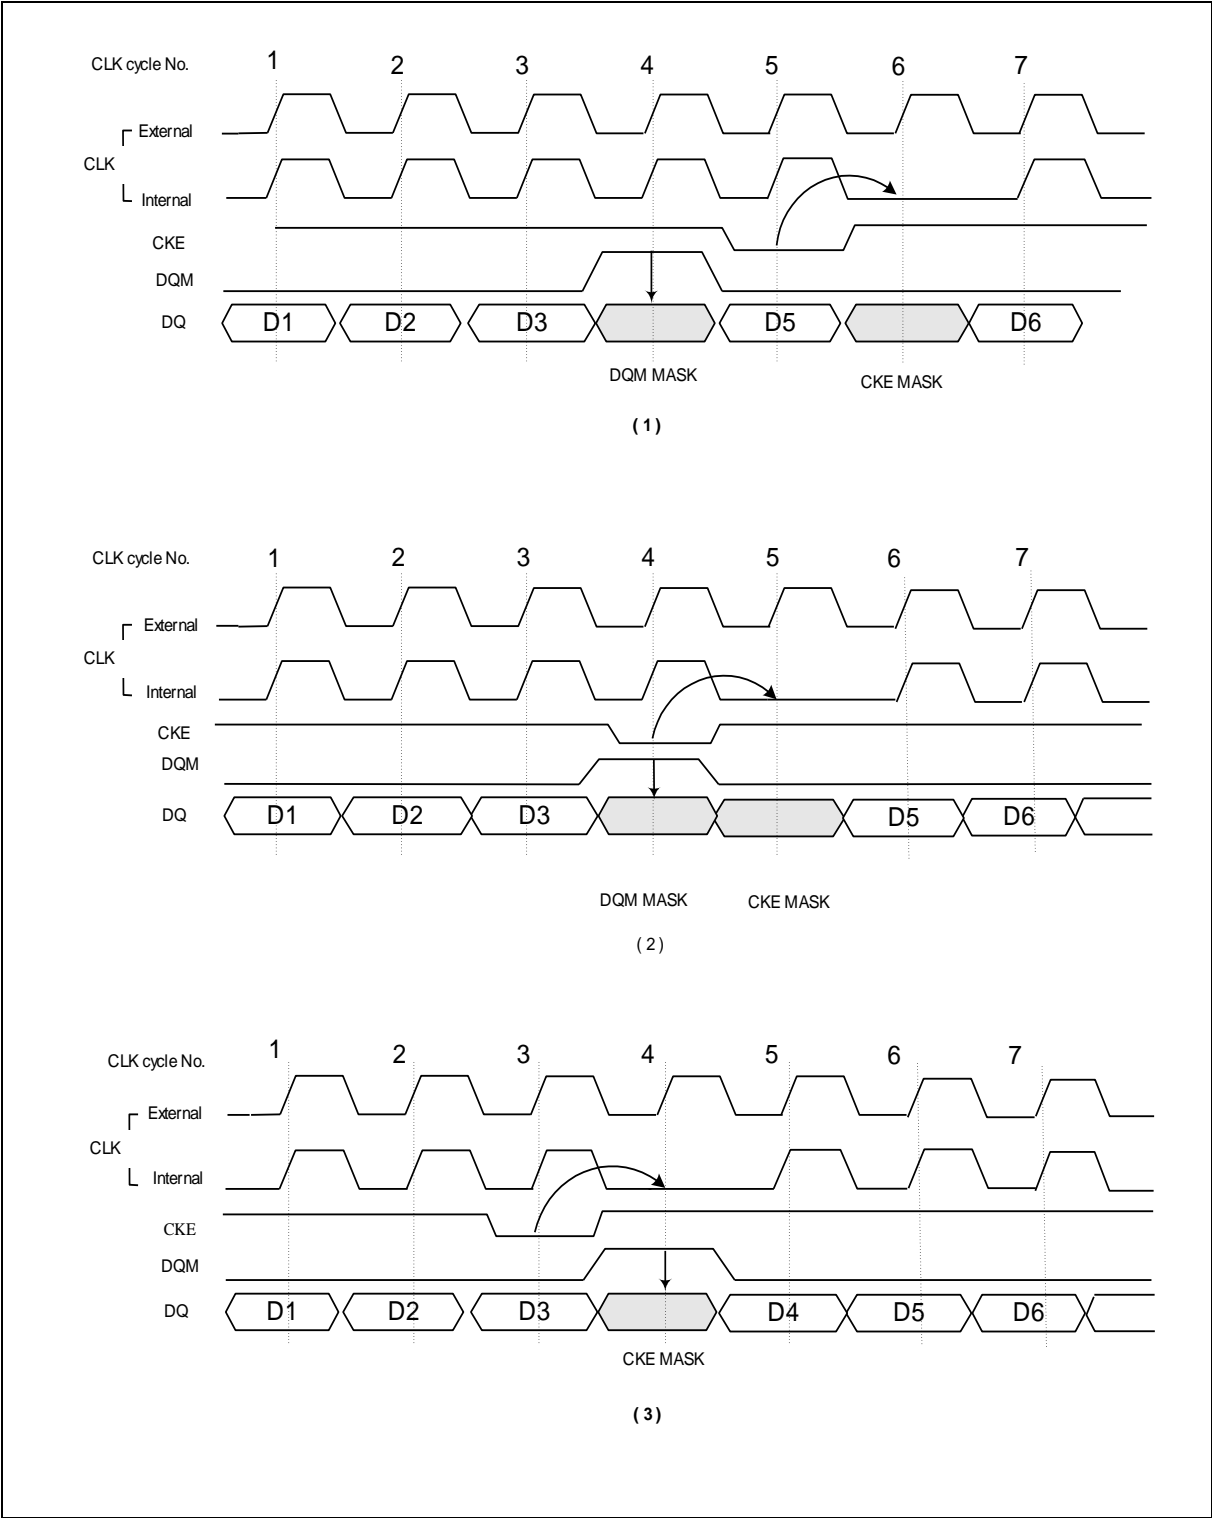 CLK cycle No. 1 2 3 4 5 6 7
External
CLK
Internal
CKE
DQM
DQ D1 D2 D3 D5 D6
DQM MASK CKE MASK
( 1 )
CLK cycle No. 1 2 3 4 5 6 7
External
CLK
Internal
CKE
DQM
DQ D1 D2 D3 D5 D6
DQM MASK CKE MASK
( 2 )
CLK cycle No. 1 2 3 4 5 6 7
External
CLK
Internal
CKE
DQM
DQ D1 D2 D3 D4 D5 D6
CKE MASK
( 3 )